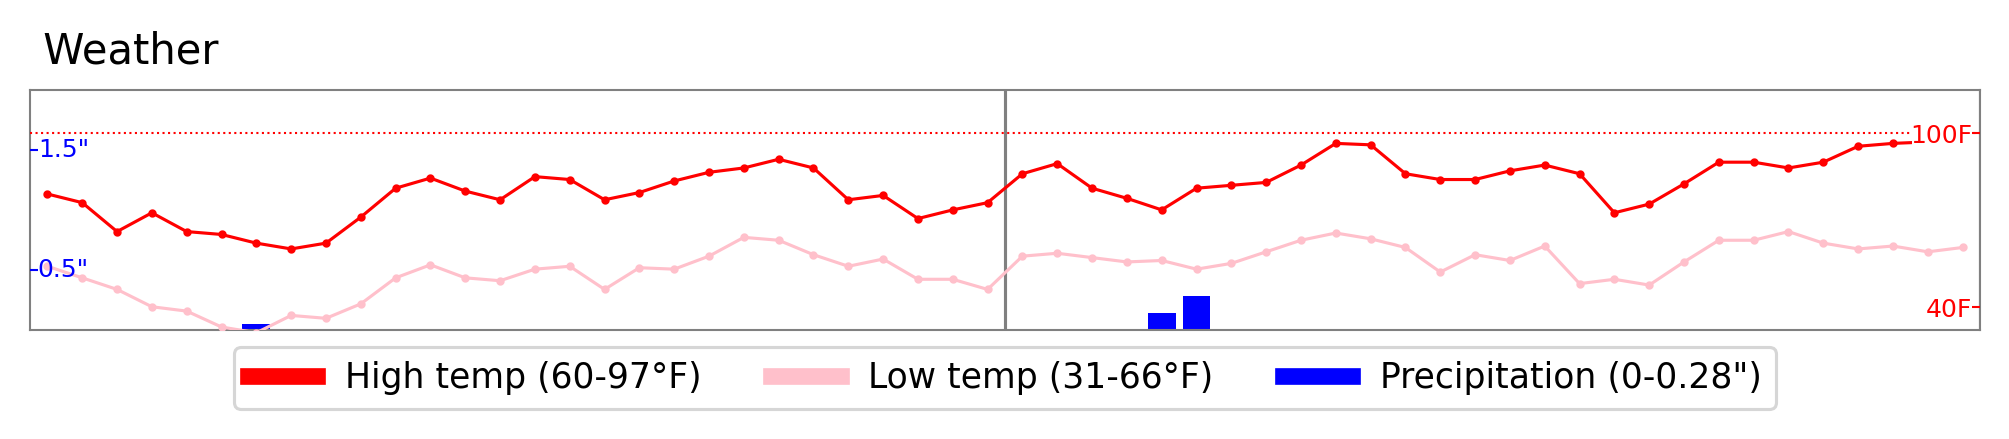 Weather
1.5"
100F
0.5"
40F
High temp (60-97°F) Low temp (31-66°F) Precipitation (0-0.28")